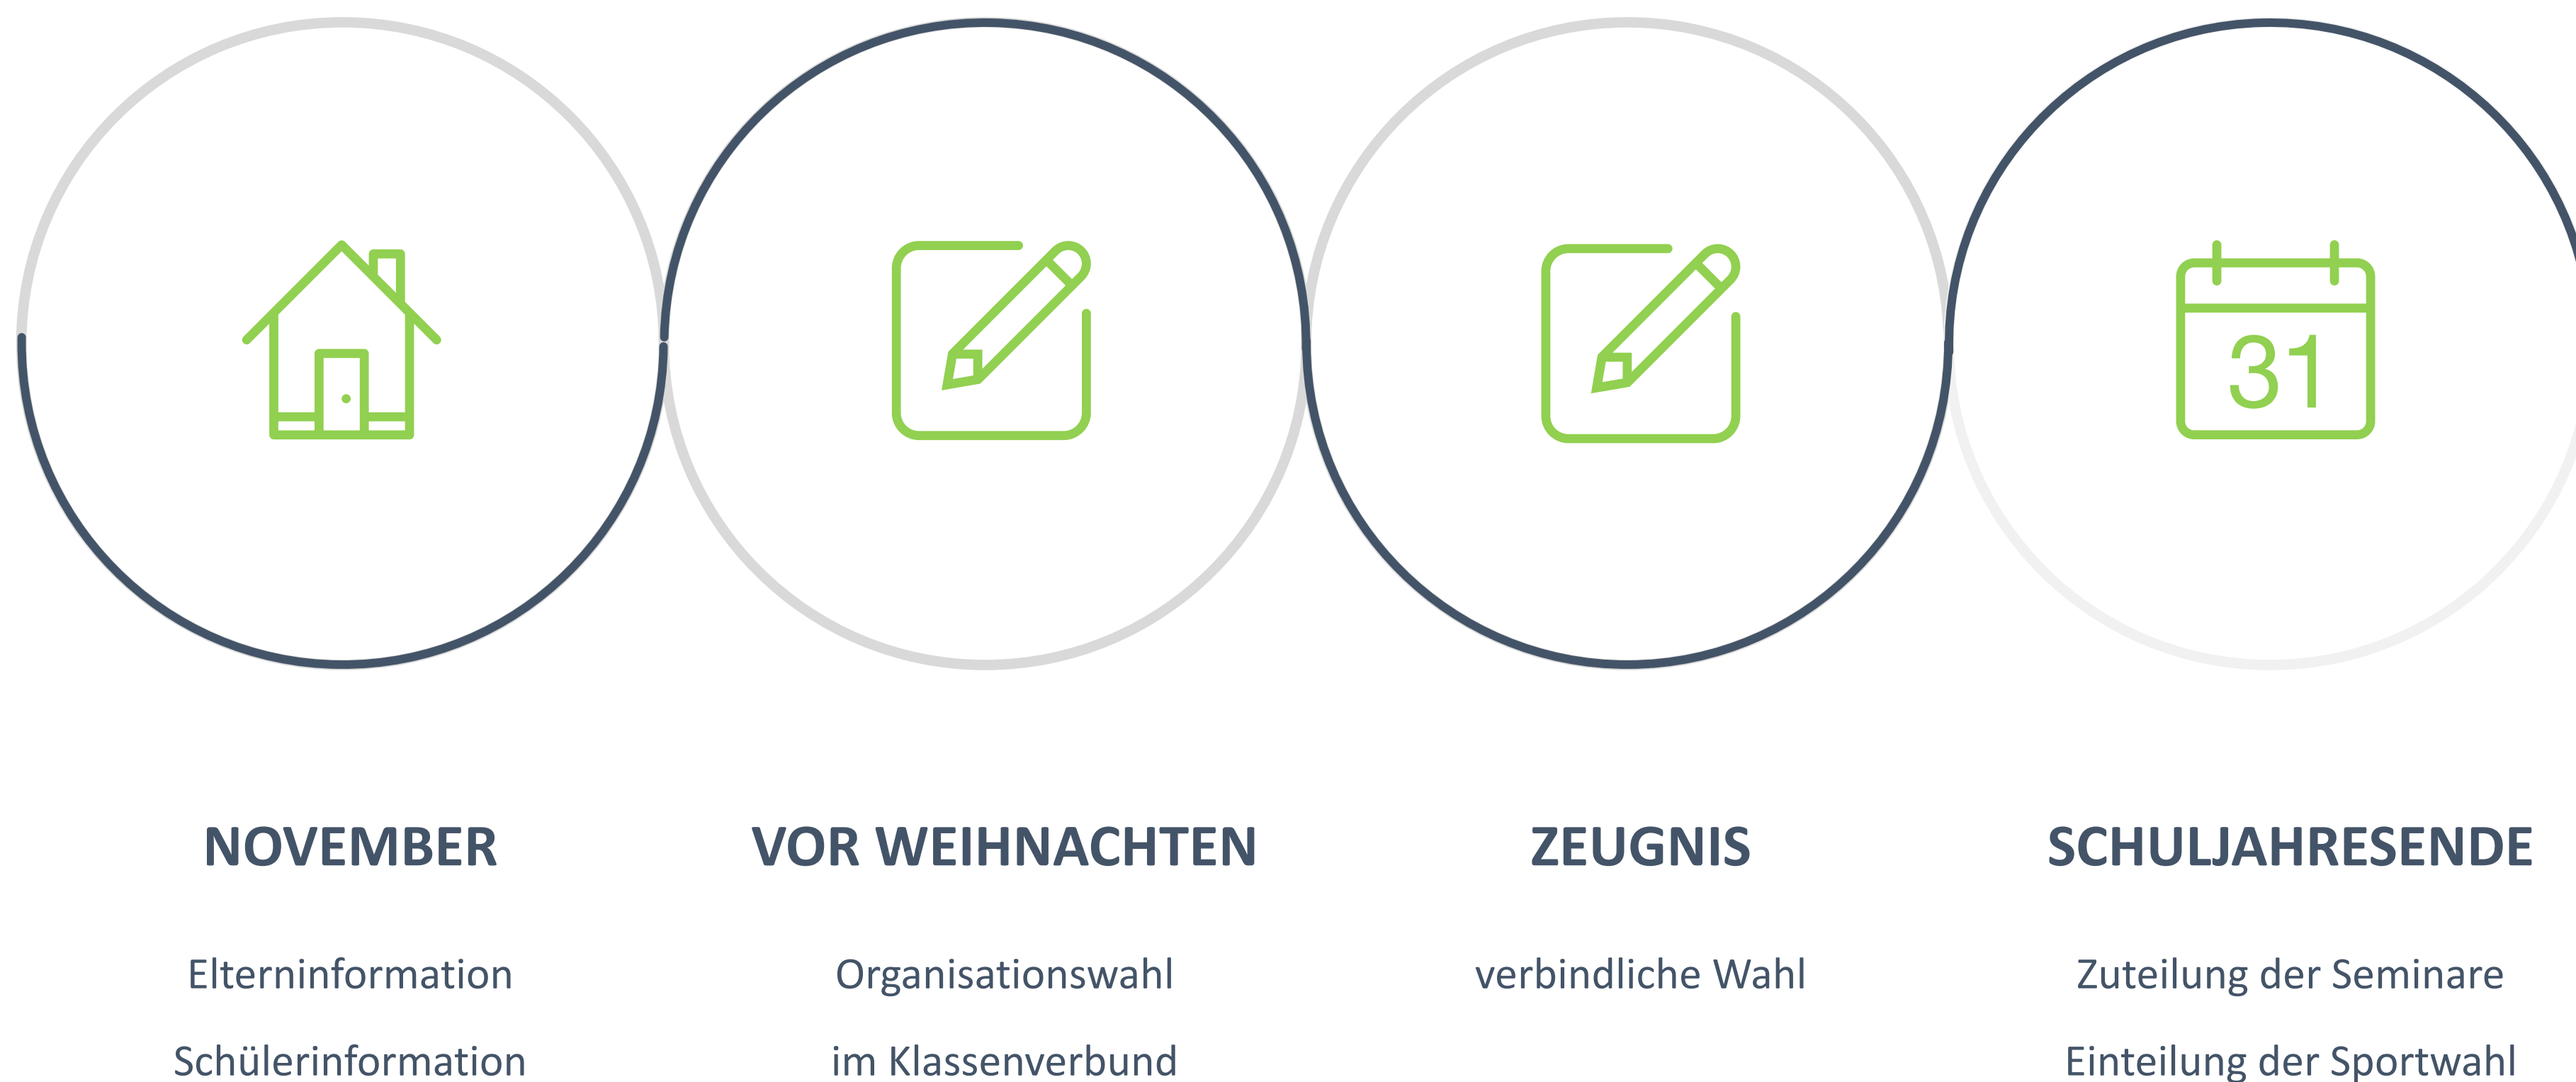 31
NOVEMBER
Elterninformation
Schülerinformation
VOR WEIHNACHTEN
Organisationswahl
im Klassenverbund
ZEUGNIS
verbindliche Wahl
SCHULJAHRESENDE
Zuteilung der Seminare
Einteilung der Sportwahl